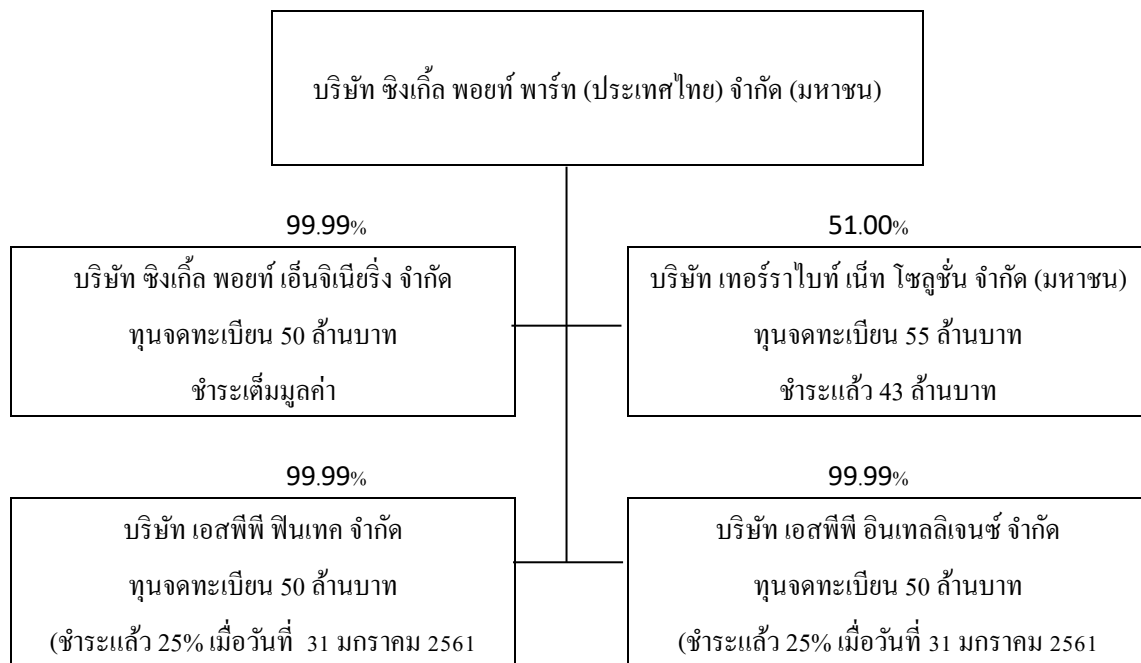 บริษัท ซิงเกิ้ล พอยท์ พาร์ท (ประเทศไทย) จำกัด (มหาชน)
99.99%
บริษัท ซิงเกิ้ล พอยท์ เอ็นจิเนียริ่ง จำกัด
ทุนจดทะเบียน 50 ล้านบาท
ชำระเต็มมูลค่า
51.00%
บริษัท เทอร์ราไบท์ เน็ท โซลูชั่น จำกัด (มหาชน)
ทุนจดทะเบียน 55 ล้านบาท
ชำระแล้ว 43 ล้านบาท
99.99%
บริษัท เอสพีพี ฟินเทค จำกัด
ทุนจดทะเบียน 50 ล้านบาท
(ชำระแล้ว 25% เมื่อวันที่ 31 มกราคม 2561
99.99%
บริษัท เอสพีพี อินเทลลิเจนซ์ จำกัด
ทุนจดทะเบียน 50 ล้านบาท
(ชำระแล้ว 25% เมื่อวันที่ 31 มกราคม 2561